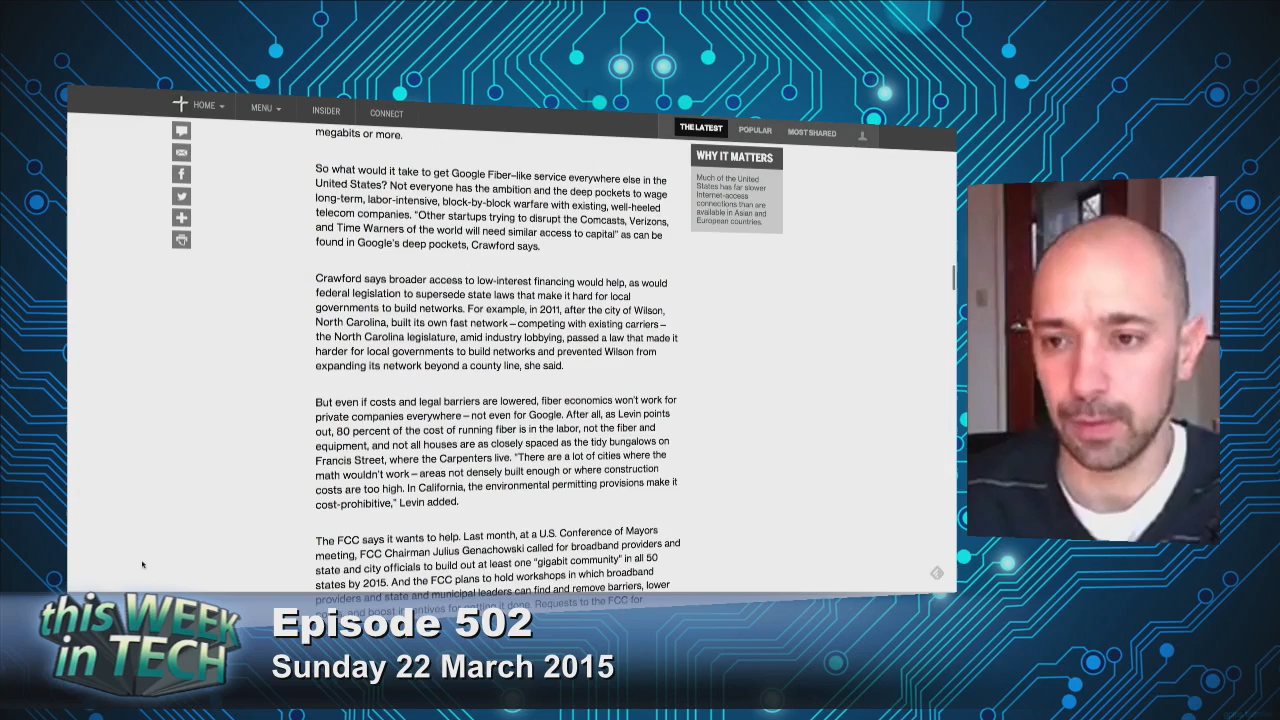 HOME
MENU
INSIDER
CONNECT
THE LATEST
POPULAR
MOST SHARED
megabits or more.
So what would it take to get Google Fiber–like service everywhere else in the
United States? Not everyone has the ambition and the deep pockets to wage
long-term, labor-intensive, block-by-block warfare with existing, well-heeled
telecom companies. "Other startups trying to disrupt the Comcasts, Verizons,
and Time Warners of the world will need similar access to capital" as can be
found in Google's deep pockets, Crawford says.
Crawford says broader access to low-interest financing would help, as would
federal legislation to supersede state laws that make it hard for local
governments to build networks. For example, in 2011, after the city of Wilson,
North Carolina, built its own fast network—competing with existing carriers—
the North Carolina legislature, amid industry lobbying, passed a law that made it
harder for local governments to build networks and prevented Wilson from
expanding its network beyond a county line, she said.
But even if costs and legal barriers are lowered, fiber economics won't work for
private companies everywhere—not even for Google. After all, as Levin points
out, 80 percent of the cost of running fiber is in the labor, not the fiber and
equipment, and not all houses are as closely spaced as the tidy bungalows on
Francis Street, where the Carpenters live. "There are a lot of cities where the
math wouldn't work—areas not densely built enough or where construction
costs are too high. In California, the environmental permitting provisions make it
cost-prohibitive," Levin added.
The FCC says it wants to help. Last month, at a U.S. Conference of Mayors
meeting, FCC Chairman Julius Genachowski called for broadband providers and
state and city officials to build out at least one "gigabit community" in all 50
states by 2015. And the FCC plans to hold workshops in which broadband
providers and state and municipal leaders can find and remove barriers, lower
and boost incentives for getting it done. Requests to the FCC for
WHY IT MATTERS
Much of the United
States has far slower
Internet-access
connections than are
available in Asian and
European countries.
this WEEK
in TECH
Episode 502
Sunday 22 March 2015